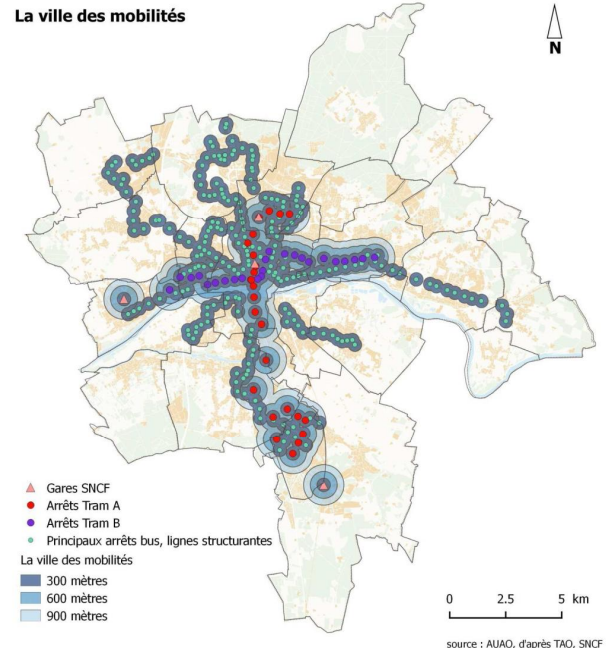 La ville des mobilités
N
Gares SNCF
Arrêts Tram A
Arrêts Tram B
Principaux arrêts bus, lignes structurantes
La ville des mobilités
300 mètres
600 mètres
900 mètres
0 2.5 5 km
source : AUAO, d'après TAO, SNCF